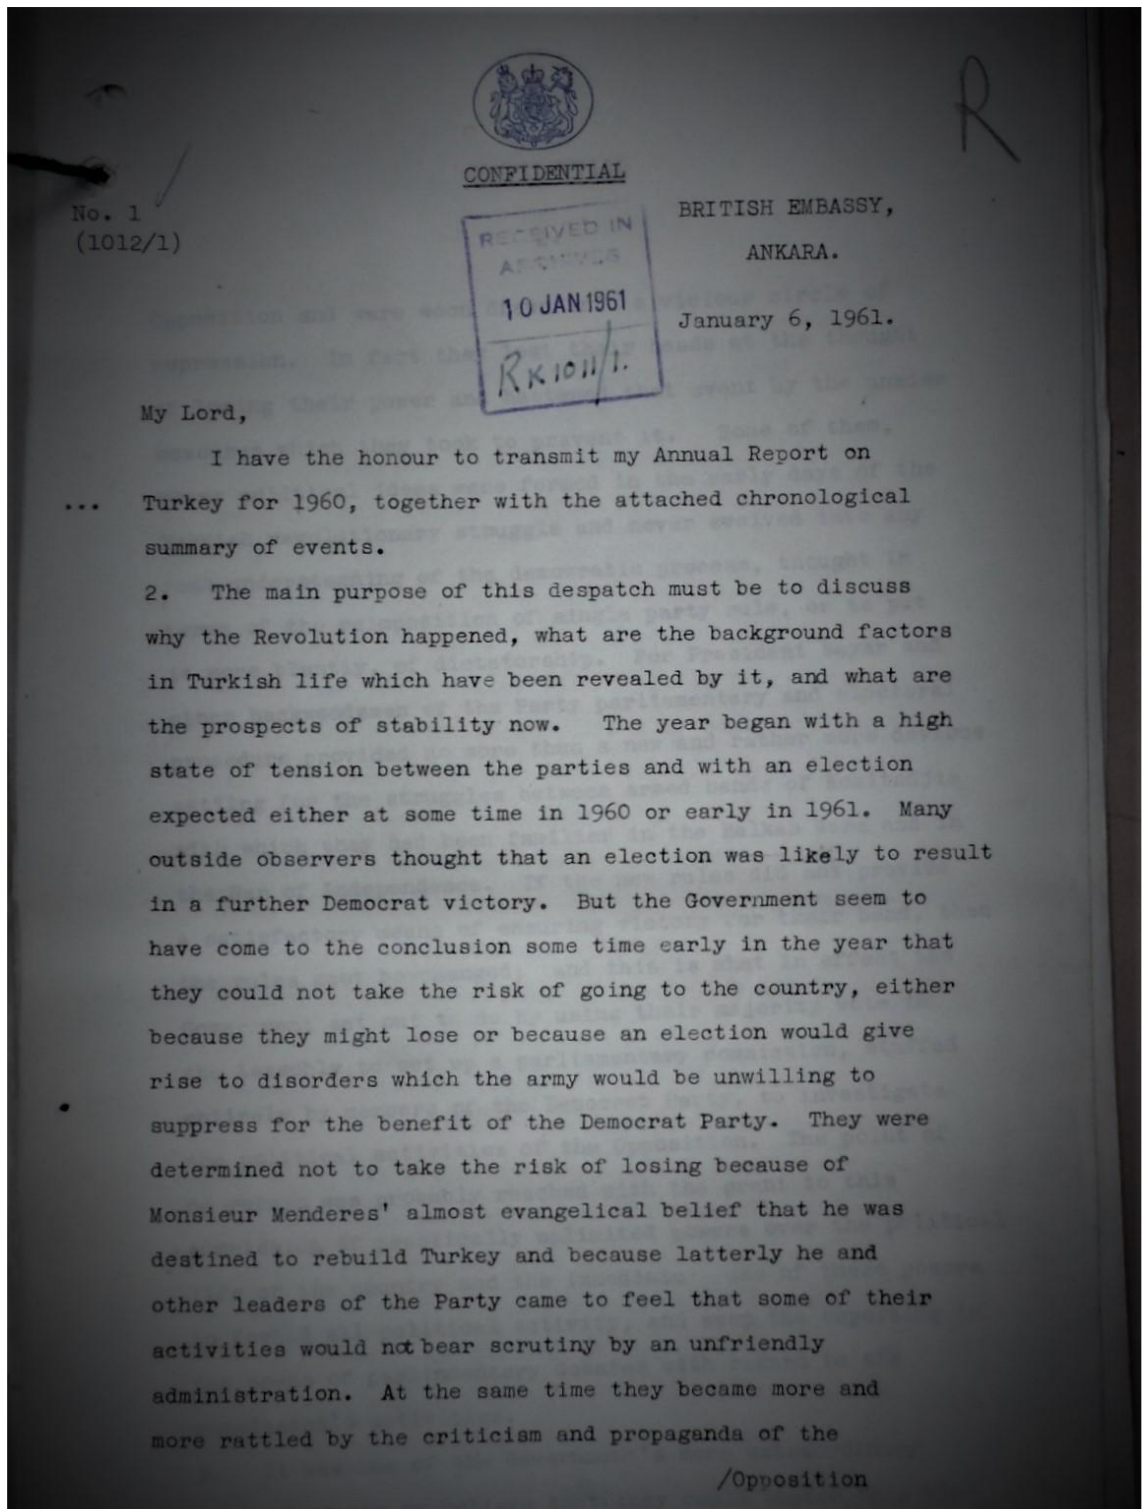 R
CONFIDENTIAL
No. 1
(1012/1)
BRITISH EMBASSY,
ANKARA.
RECEIVED IN
ARCHIVES
10 JAN 1961
RK1011/1.
January 6, 1961.
My Lord,
I have the honour to transmit my Annual Report on
... Turkey for 1960, together with the attached chronological
summary of events.
2. The main purpose of this despatch must be to discuss
why the Revolution happened, what are the background factors
in Turkish life which have been revealed by it, and what are
the prospects of stability now. The year began with a high
state of tension between the parties and with an election
expected either at some time in 1960 or early in 1961. Many
outside observers thought that an election was likely to result
in a further Democrat victory. But the Government seem to
have come to the conclusion some time early in the year that
they could not take the risk of going to the country, either
because they might lose or because an election would give
rise to disorders which the army would be unwilling to
suppress for the benefit of the Democrat Party. They were
determined not to take the risk of losing because of
Monsieur Menderes' almost evangelical belief that he was
destined to rebuild Turkey and because latterly he and
other leaders of the Party came to feel that some of their
activities would not bear scrutiny by an unfriendly
administration. At the same time they became more and
more rattled by the criticism and propaganda of the
/Opposition